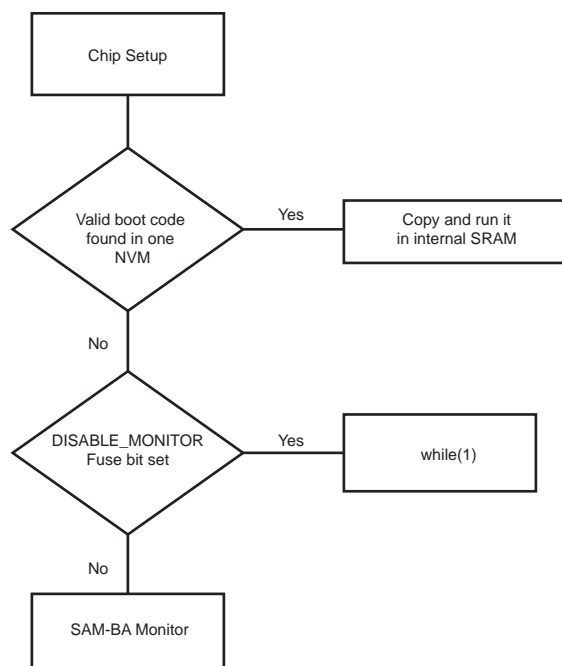 Chip Setup
Valid boot code
found in one
NVM
Yes
Copy and run it
in internal SRAM
No
DISABLE_MONITOR
Fuse bit set
Yes
while(1)
No
SAM-BA Monitor